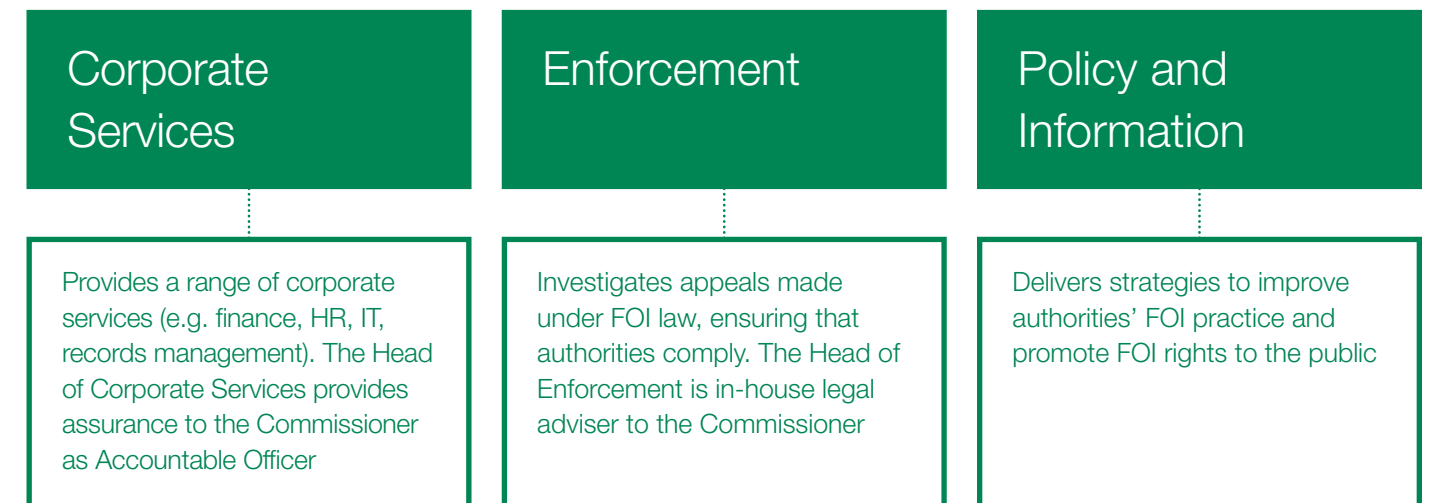 Corporate
Services
Provides a range of corporate
services (e.g. finance, HR, IT,
records management). The Head
of Corporate Services provides
assurance to the Commissioner
as Accountable Officer
Enforcement
Investigates appeals made
under FOI law, ensuring that
authorities comply. The Head of
Enforcement is in-house legal
adviser to the Commissioner
Policy and
Information
Delivers strategies to improve
authorities’ FOI practice and
promote FOI rights to the public